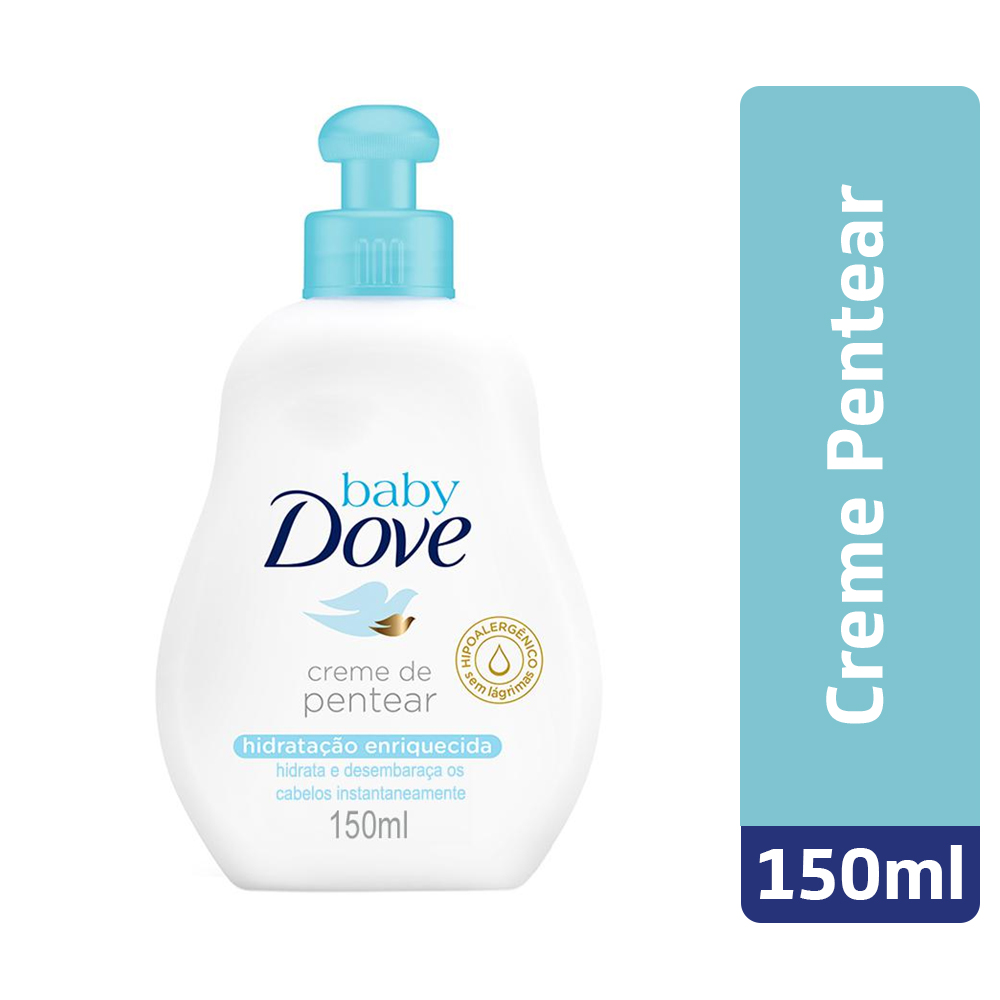 baby
Dove
creme de
pentear
HIPOALERGÊNICO
sem lágrimas
hidratação enriquecida
hidrata e desembaraça os
cabelos instantaneamente
150ml
Creme Pentear
150ml